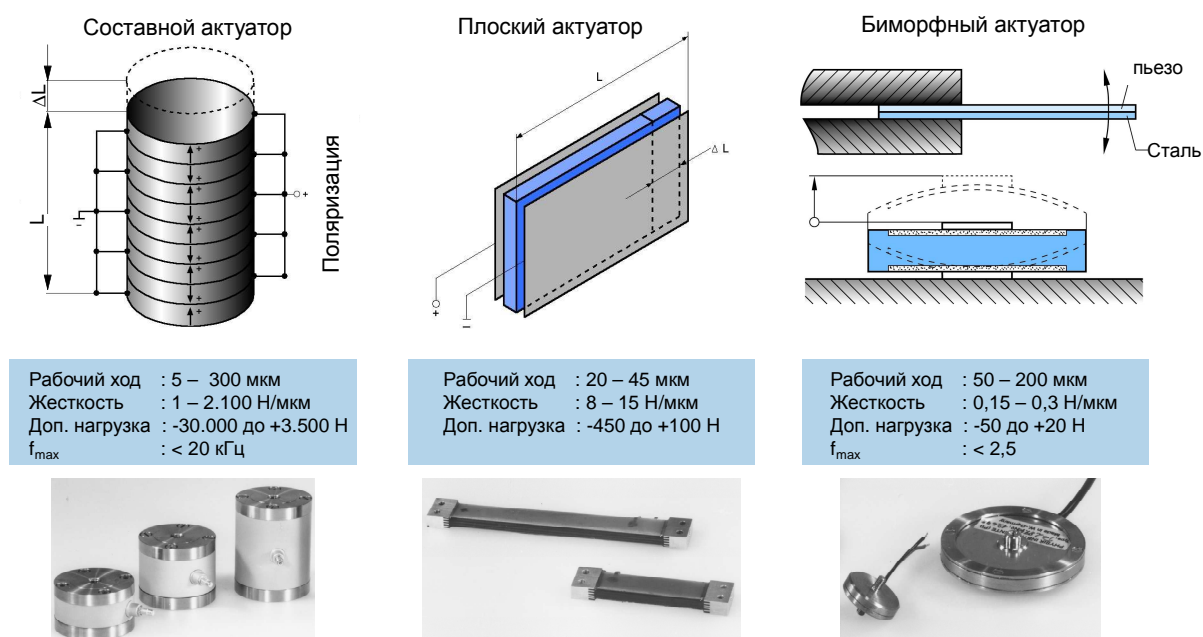 Составной актуатор
ΔL
L
+
+
+
+
+
+
+
+
+
+
Поляризация
Рабочий ход : 5 – 300 мкм
Жесткость : 1 – 2.100 Н/мкм
Доп. нагрузка : -30.000 до +3.500 Н
fmax : < 20 кГц
Плоский актуатор
L
Δ L
+
Рабочий ход : 20 – 45 мкм
Жесткость : 8 – 15 Н/мкм
Доп. нагрузка : -450 до +100 Н
Биморфный актуатор
пьезо
Сталь
Рабочий ход : 50 – 200 мкм
Жесткость : 0,15 – 0,3 Н/мкм
Доп. нагрузка : -50 до +20 Н
fmax : < 2,5